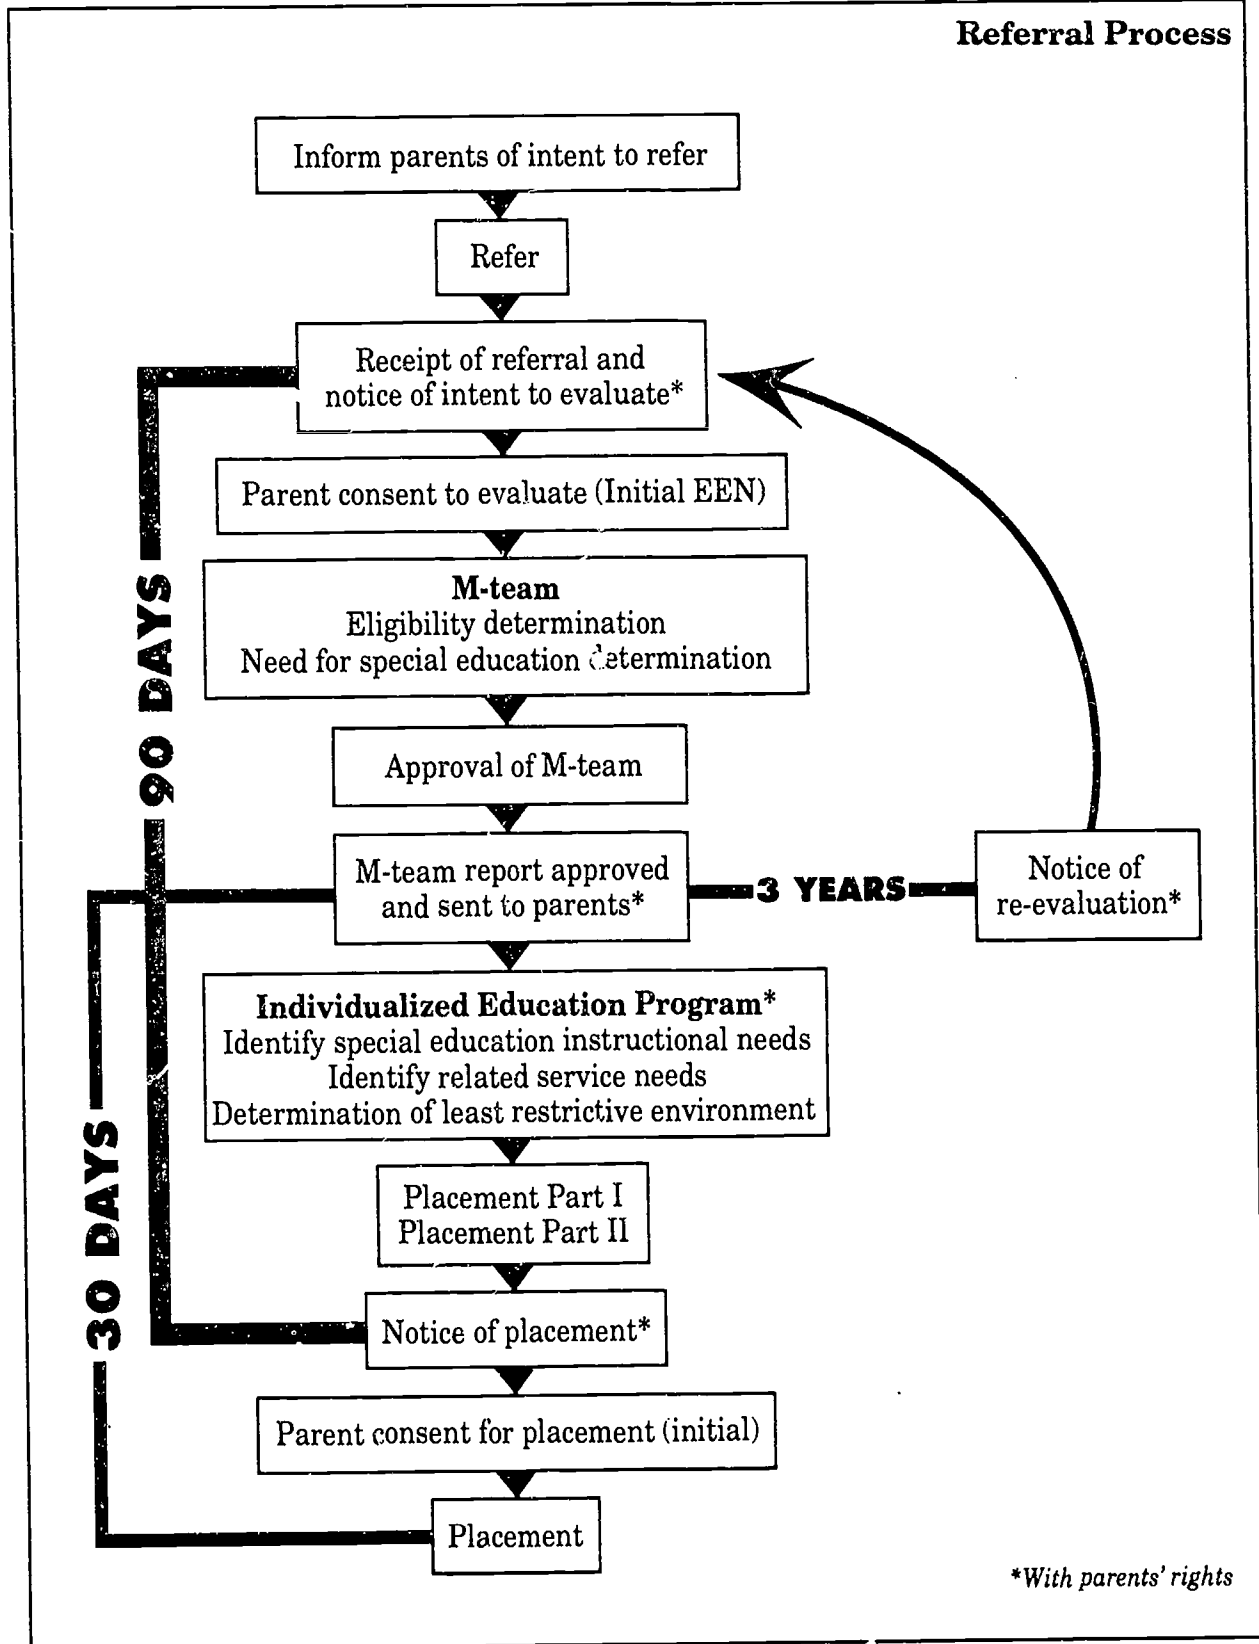 Referral Process
Inform parents of intent to refer
Refer
Receipt of referral and
notice of intent to evaluate*
Parent consent to evaluate (Initial EEN)
M-team
Eligibility determination
Need for special education determination
90 DAYS
Approval of M-team
M-team report approved
and sent to parents*
3 YEARS
Notice of
re-evaluation*
Individualized Education Program*
Identify special education instructional needs
Identify related service needs
Determination of least restrictive environment
30 DAYS
Placement Part I
Placement Part II
Notice of placement*
Parent consent for placement (initial)
Placement
*With parents' rights